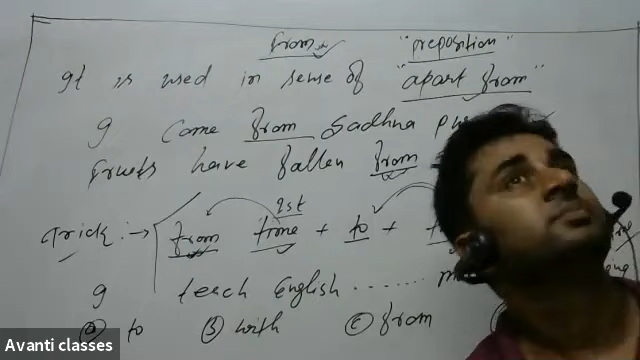 from "preposition"
It is used in sense of "apart from"
I come from Sadhna
fruits have fallen from
Trick :- 1st
from time + to +
I teach English .......
(a) to (b) with (c) from
Avanti classes